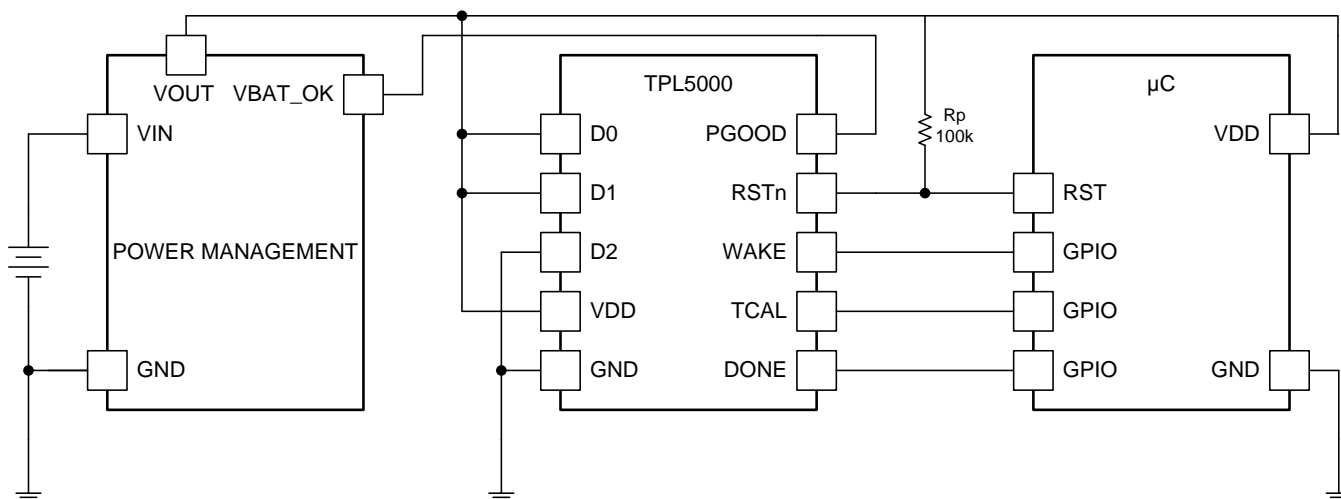 VOUT
VBAT_OK
VIN
POWER MANAGEMENT
GND
TPL5000
D0
D1
D2
VDD
GND
PGOOD
RSTn
WAKE
TCAL
DONE
Rp
100k
µC
VDD
RST
GPIO
GPIO
GPIO
GND